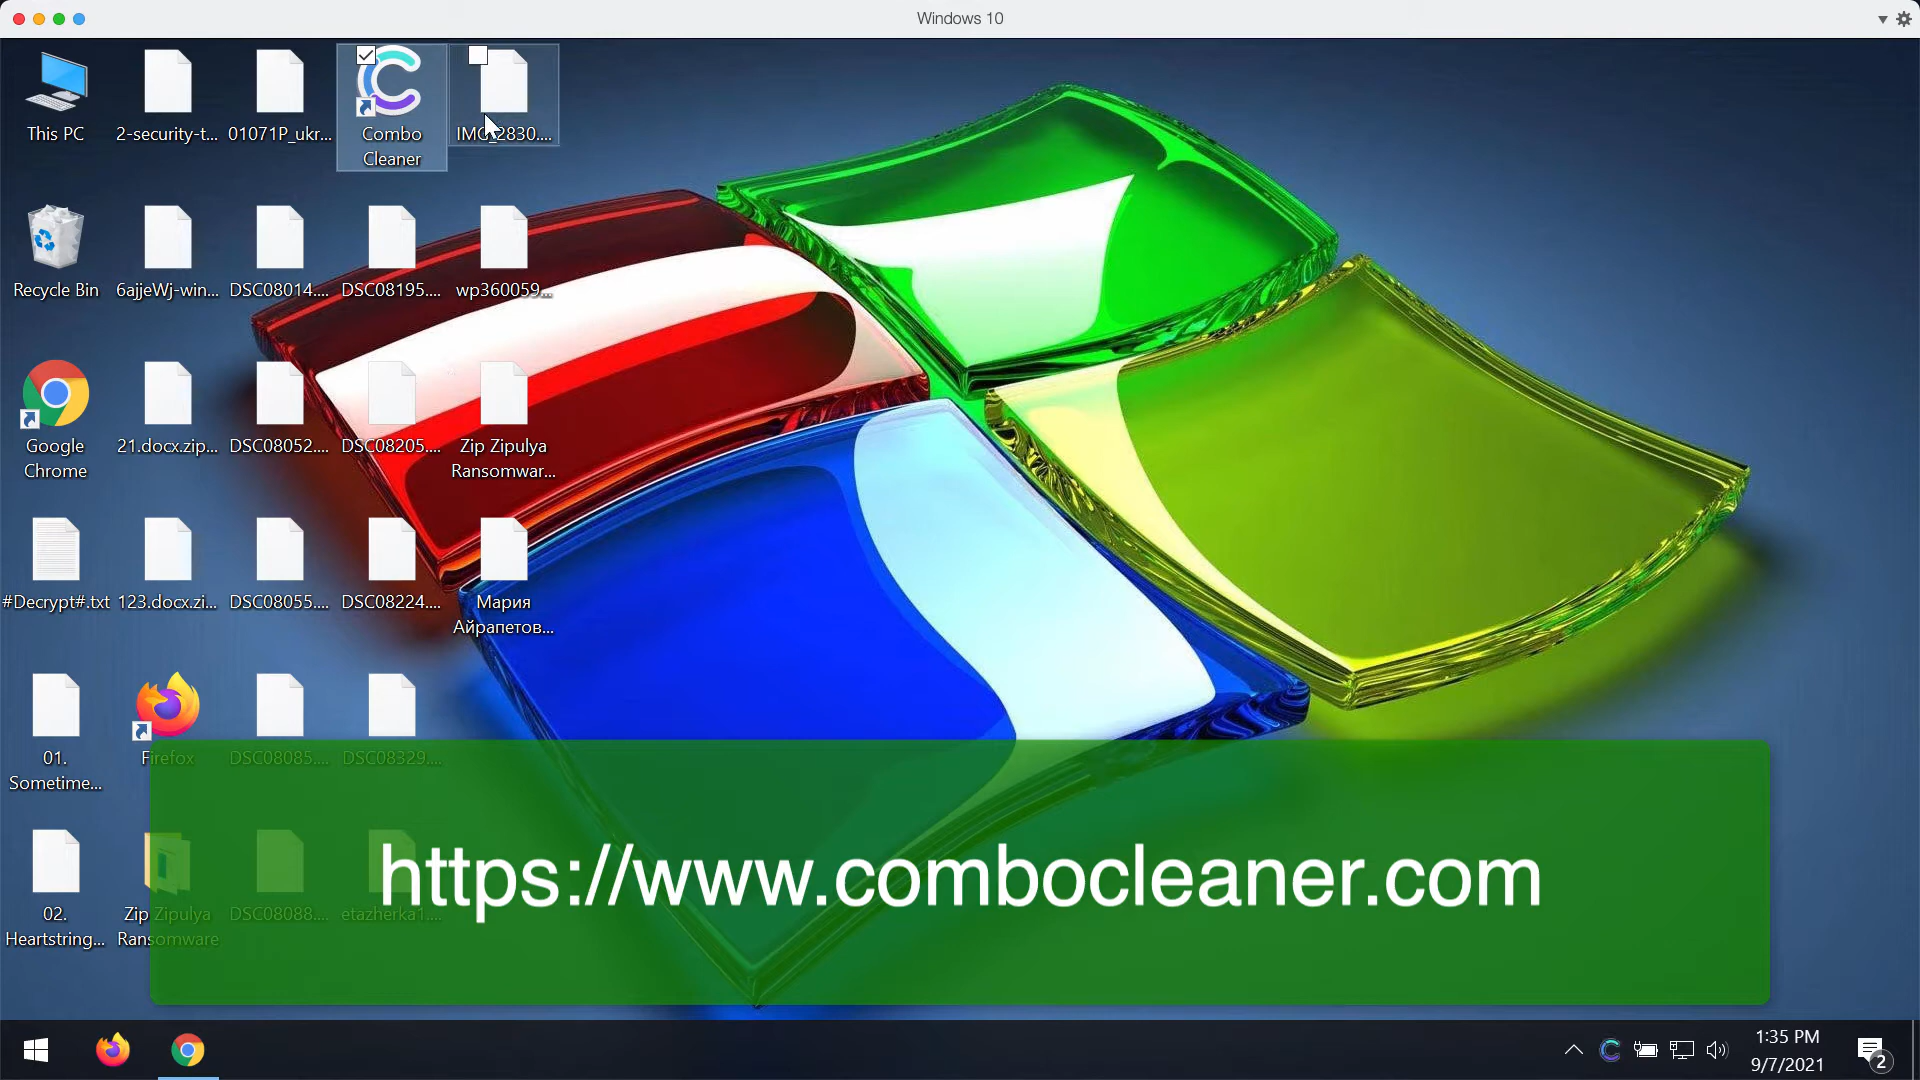 Windows 10
This PC
2-security-t...
01071P_ukr...
Combo
Cleaner
IMG_2830....
Recycle Bin
6ajjeWj-win...
DSC08014....
DSC08195....
wp360059...
Google
Chrome
21.docx.zip...
DSC08052....
DSC08205....
Zip Zipulya
Ransomwar...
#Decrypt#.txt
123.docx.zi...
DSC08055....
DSC08224....
Мария
Айрапетов...
01.
Sometime...
Firefox
DSC08085....
DSC08329....
02.
Heartstring...
Zip Zipulya
Ransomware
DSC08088....
etazherka1....
https://www.combocleaner.com
1:35 PM
9/7/2021
2